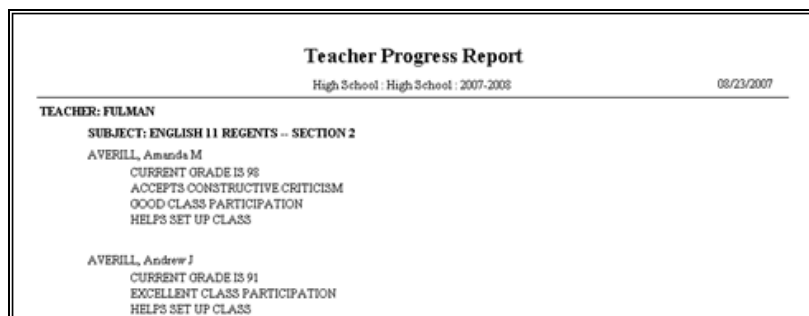 Teacher Progress Report
High School : High School : 2007-2008 08/23/2007
TEACHER: FULMAN
SUBJECT: ENGLISH 11 REGENTS -- SECTION 2
AVERILL, Amanda M
CURRENT GRADE IS 98
ACCEPTS CONSTRUCTIVE CRITICISM
GOOD CLASS PARTICIPATION
HELPS SET UP CLASS
AVERILL, Andrew J
CURRENT GRADE IS 91
EXCELLENT CLASS PARTICIPATION
HELPS SET UP CLASS